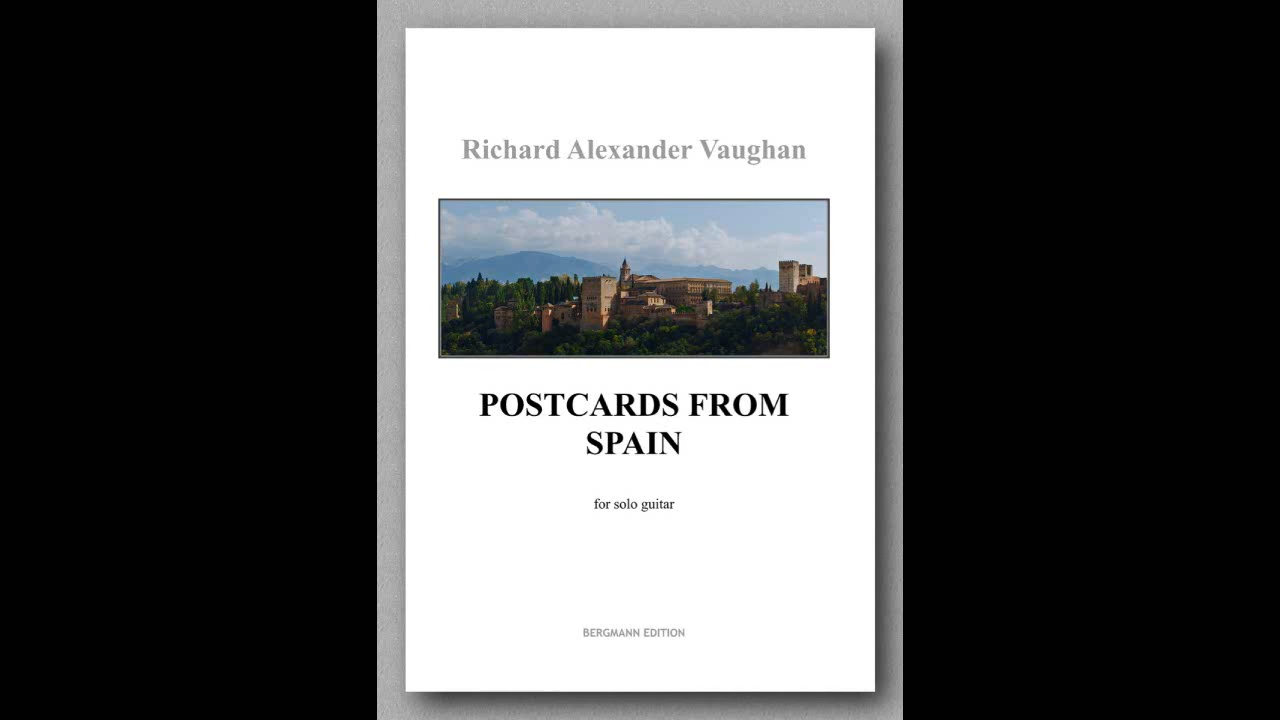 Richard Alexander Vaughan
POSTCARDS FROM
SPAIN
for solo guitar
BERGMANN EDITION